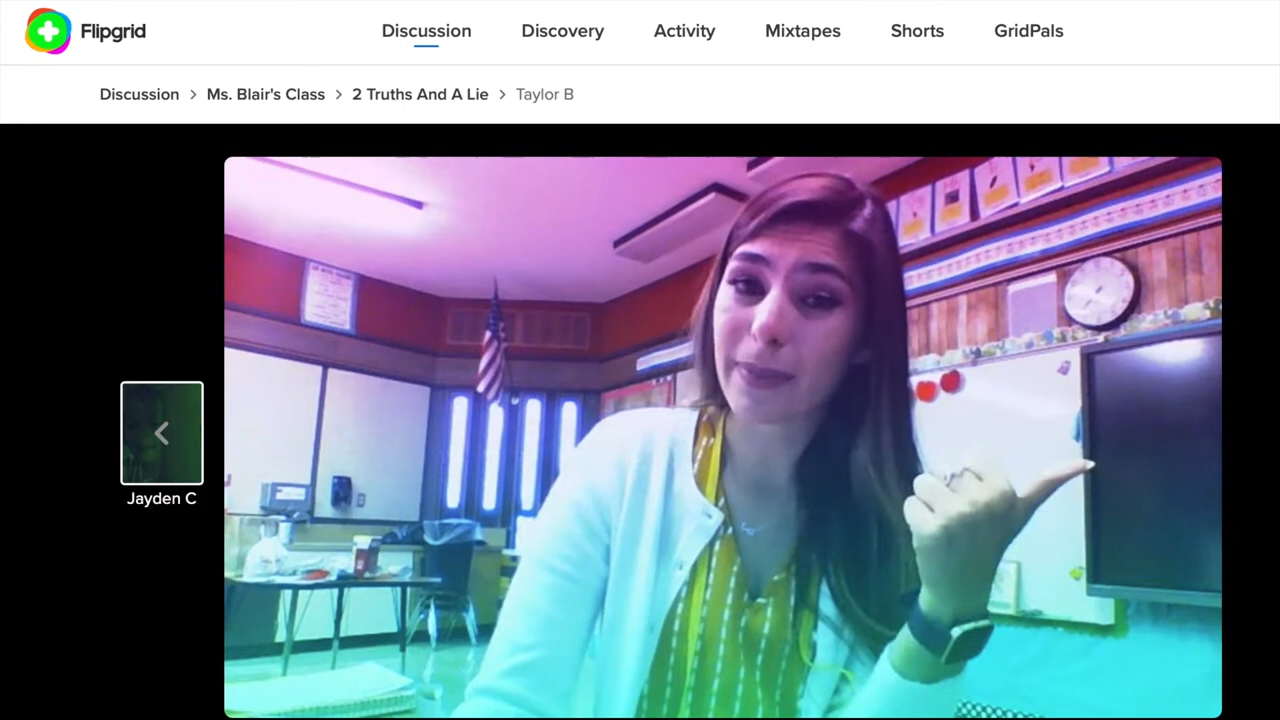 Flipgrid
Discussion Discovery Activity Mixtapes Shorts GridPals
Discussion > Ms. Blair's Class > 2 Truths And A Lie > Taylor B
Jayden C